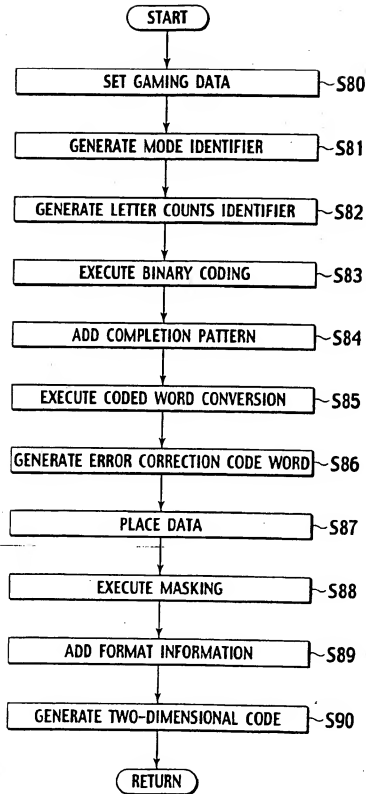 START
SET GAMING DATA S80
GENERATE MODE IDENTIFIER S81
GENERATE LETTER COUNTS IDENTIFIER S82
EXECUTE BINARY CODING S83
ADD COMPLETION PATTERN S84
EXECUTE CODED WORD CONVERSION S85
GENERATE ERROR CORRECTION CODE WORD S86
PLACE DATA S87
EXECUTE MASKING S88
ADD FORMAT INFORMATION S89
GENERATE TWO-DIMENSIONAL CODE S90
RETURN